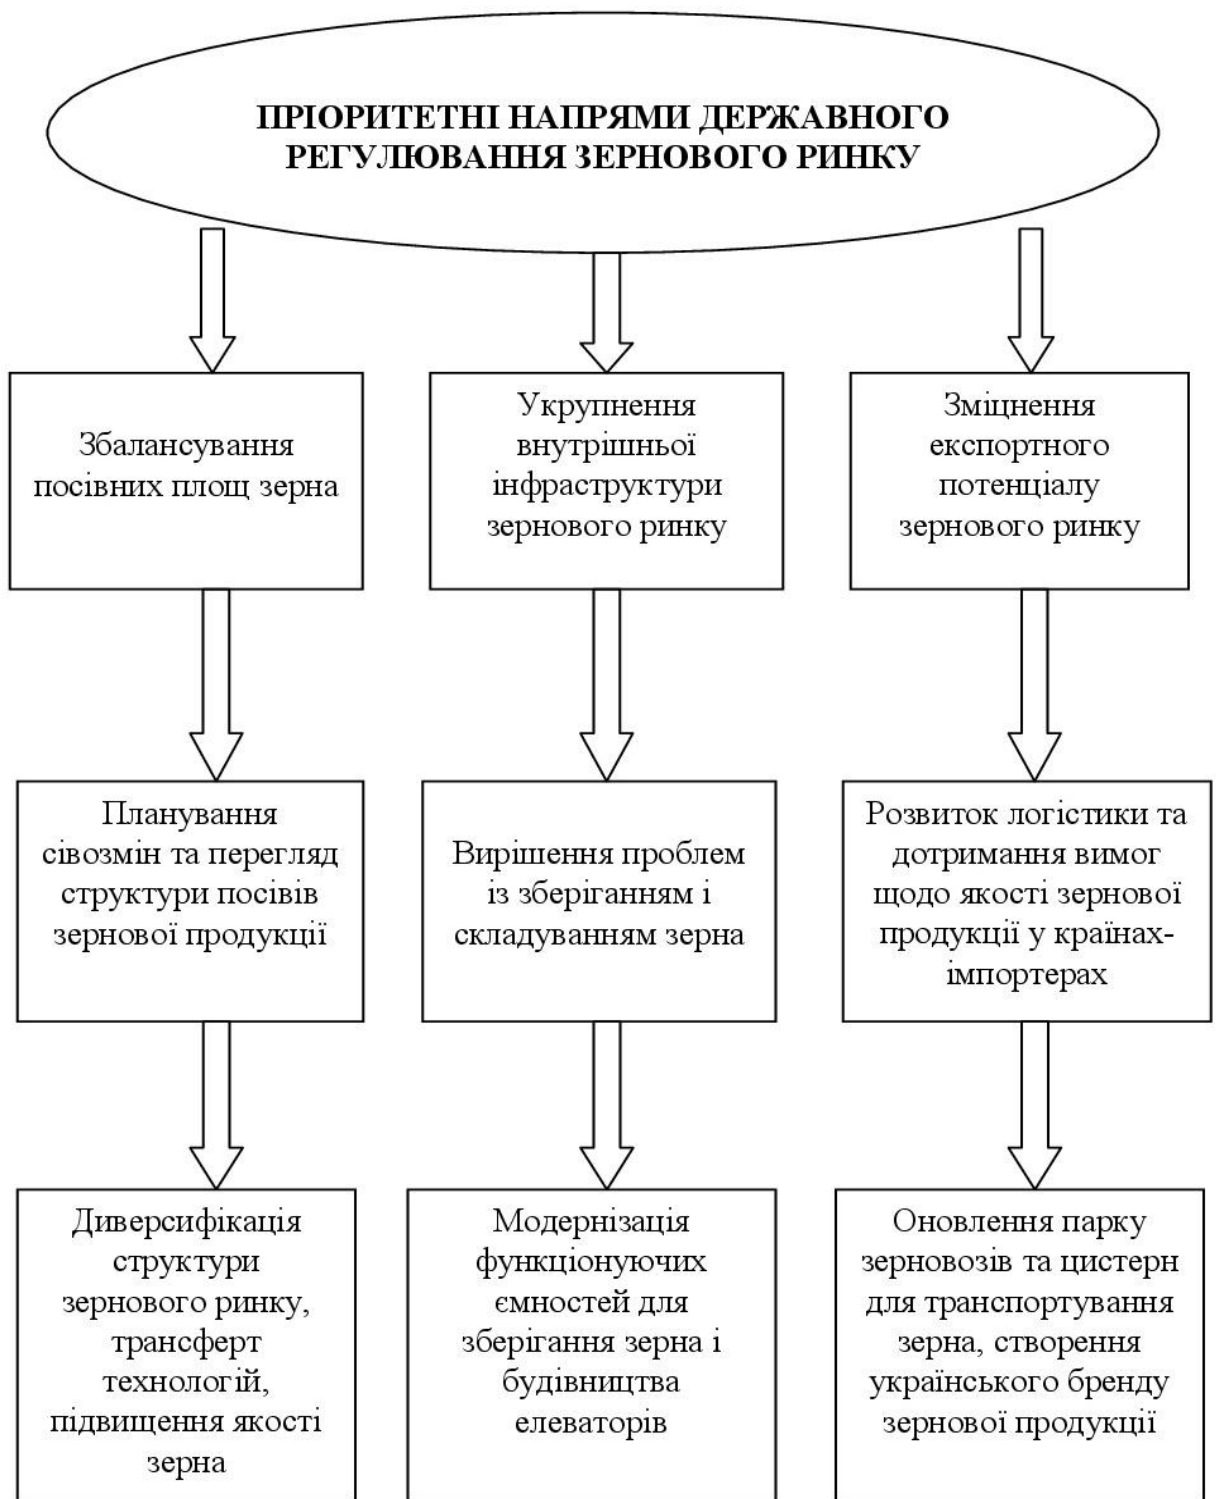 ПРІОРИТЕТНІ НАПРЯМИ ДЕРЖАВНОГО
РЕГУЛЮВАННЯ ЗЕРНОВОГО РИНКУ
Збалансування
посівних площ зерна
Укрупнення
внутрішньої
інфраструктури
зернового ринку
Зміцнення
експортного
потенціалу
зернового ринку
Планування
сівозмін та перегляд
структури посівів
зернової продукції
Вирішення проблем
із зберіганням і
складуванням зерна
Розвиток логістики та
дотримання вимог
щодо якості зернової
продукції у країнах-
імпортерах
Диверсифікація
структури
зернового ринку,
трансферт
технологій,
підвищення якості
зерна
Модернізація
функціонуючих
ємностей для
зберігання зерна і
будівництва
елеваторів
Оновлення парку
зерновозів та цистерн
для транспортування
зерна, створення
українського бренду
зернової продукції